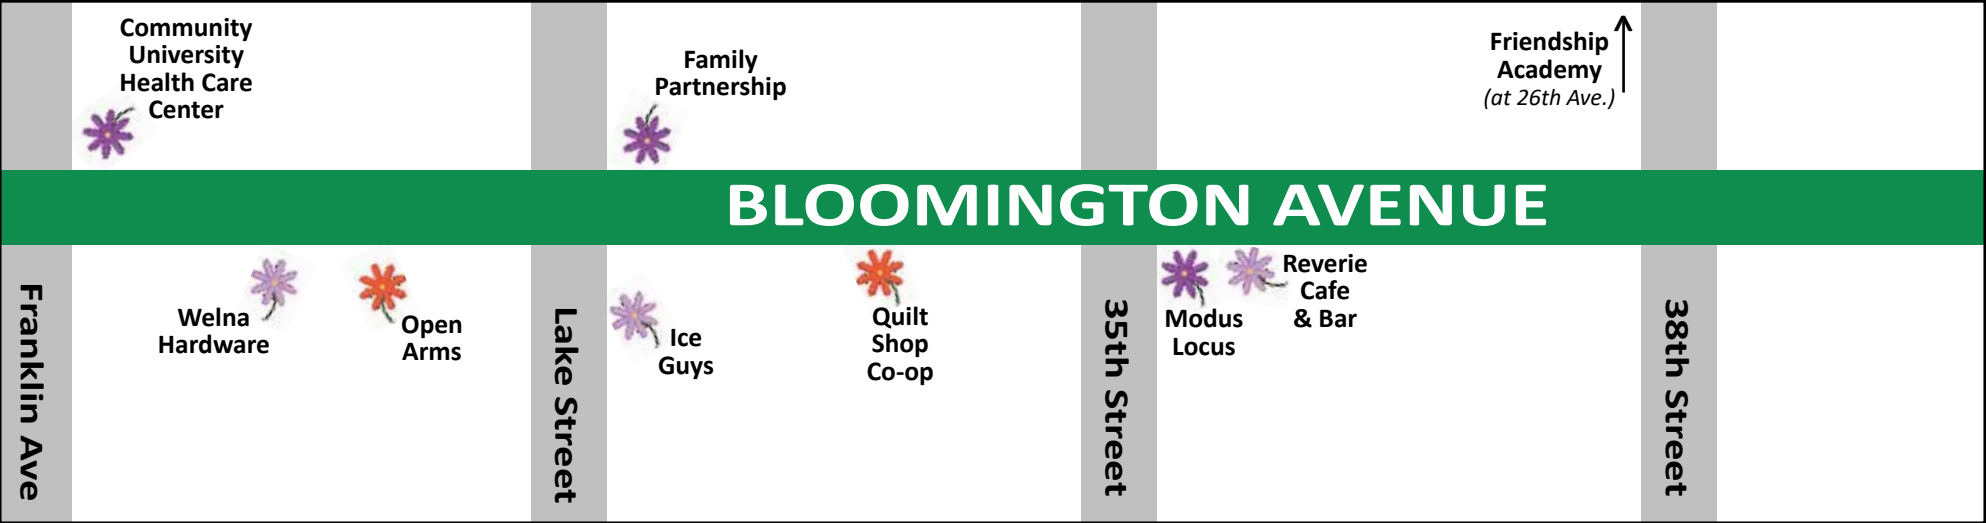 Community
University
Health Care
Center
Family
Partnership
Friendship
Academy
(at 26th Ave.)
BLOOMINGTON AVENUE
Franklin Ave
Welna
Hardware
Open
Arms
Lake Street
Ice
Guys
Quilt
Shop
Co-op
35th Street
Modus
Locus
Reverie
Cafe
& Bar
38th Street